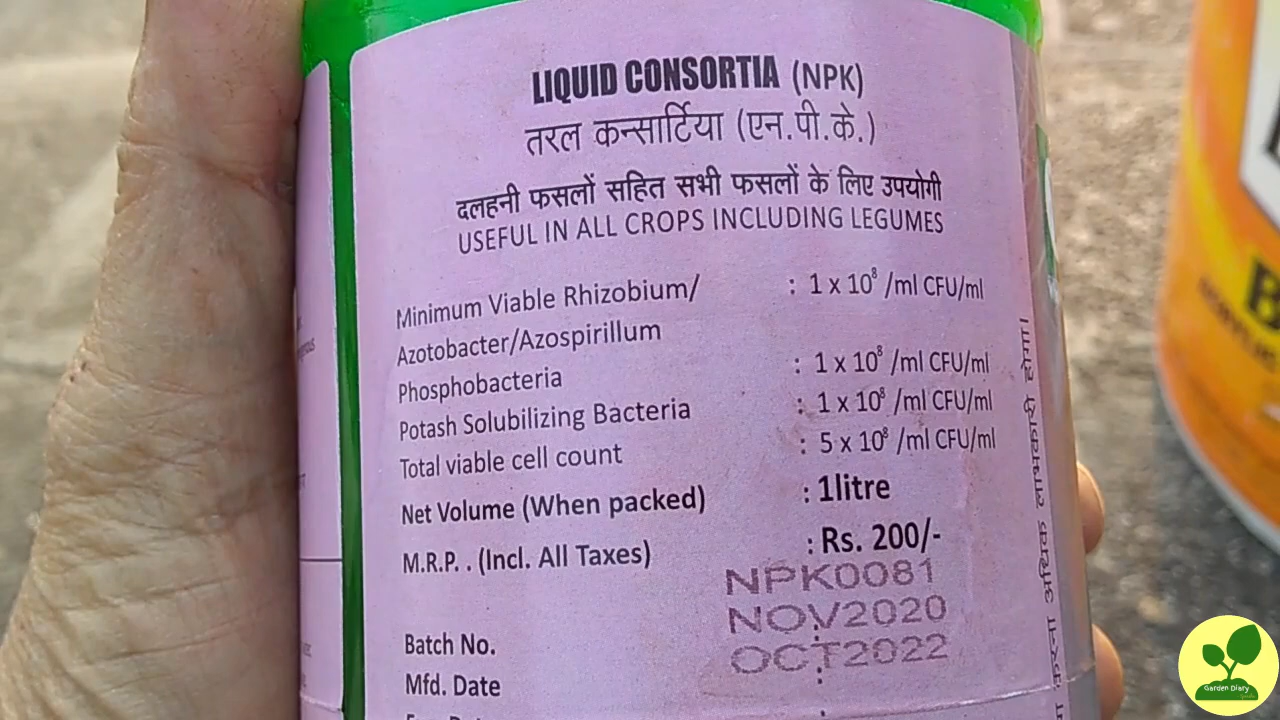 LIQUID CONSORTIA (NPK)
तरल कन्सार्टिया (एन.पी.के.)
दलहनी फसलों सहित सभी फसलों के लिए उपयोगी
USEFUL IN ALL CROPS INCLUDING LEGUMES
Minimum Viable Rhizobium/ : 1 x 10⁸ /ml CFU/ml
Azotobacter/Azospirillum
Phosphobacteria : 1 x 10⁸ /ml CFU/ml
Potash Solubilizing Bacteria : 1 x 10⁸ /ml CFU/ml
Total viable cell count : 5 x 10⁸ /ml CFU/ml
Net Volume (When packed) : 1litre
M.R.P. . (Incl. All Taxes) : Rs. 200/-
NPK0081
NOV2020
OCT2022
Batch No. :
Mfd. Date :
करना अधिक लाभकारी होगा।
Garden Diary